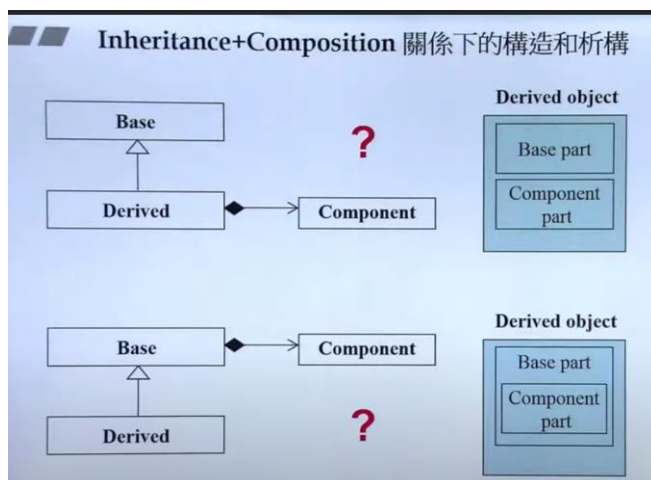 Inheritance+Composition 關係下的構造和析構
Derived object
Base
?
Base part
Derived
Component
Component
part
Derived object
Base
Component
Base part
Component
part
Derived
?